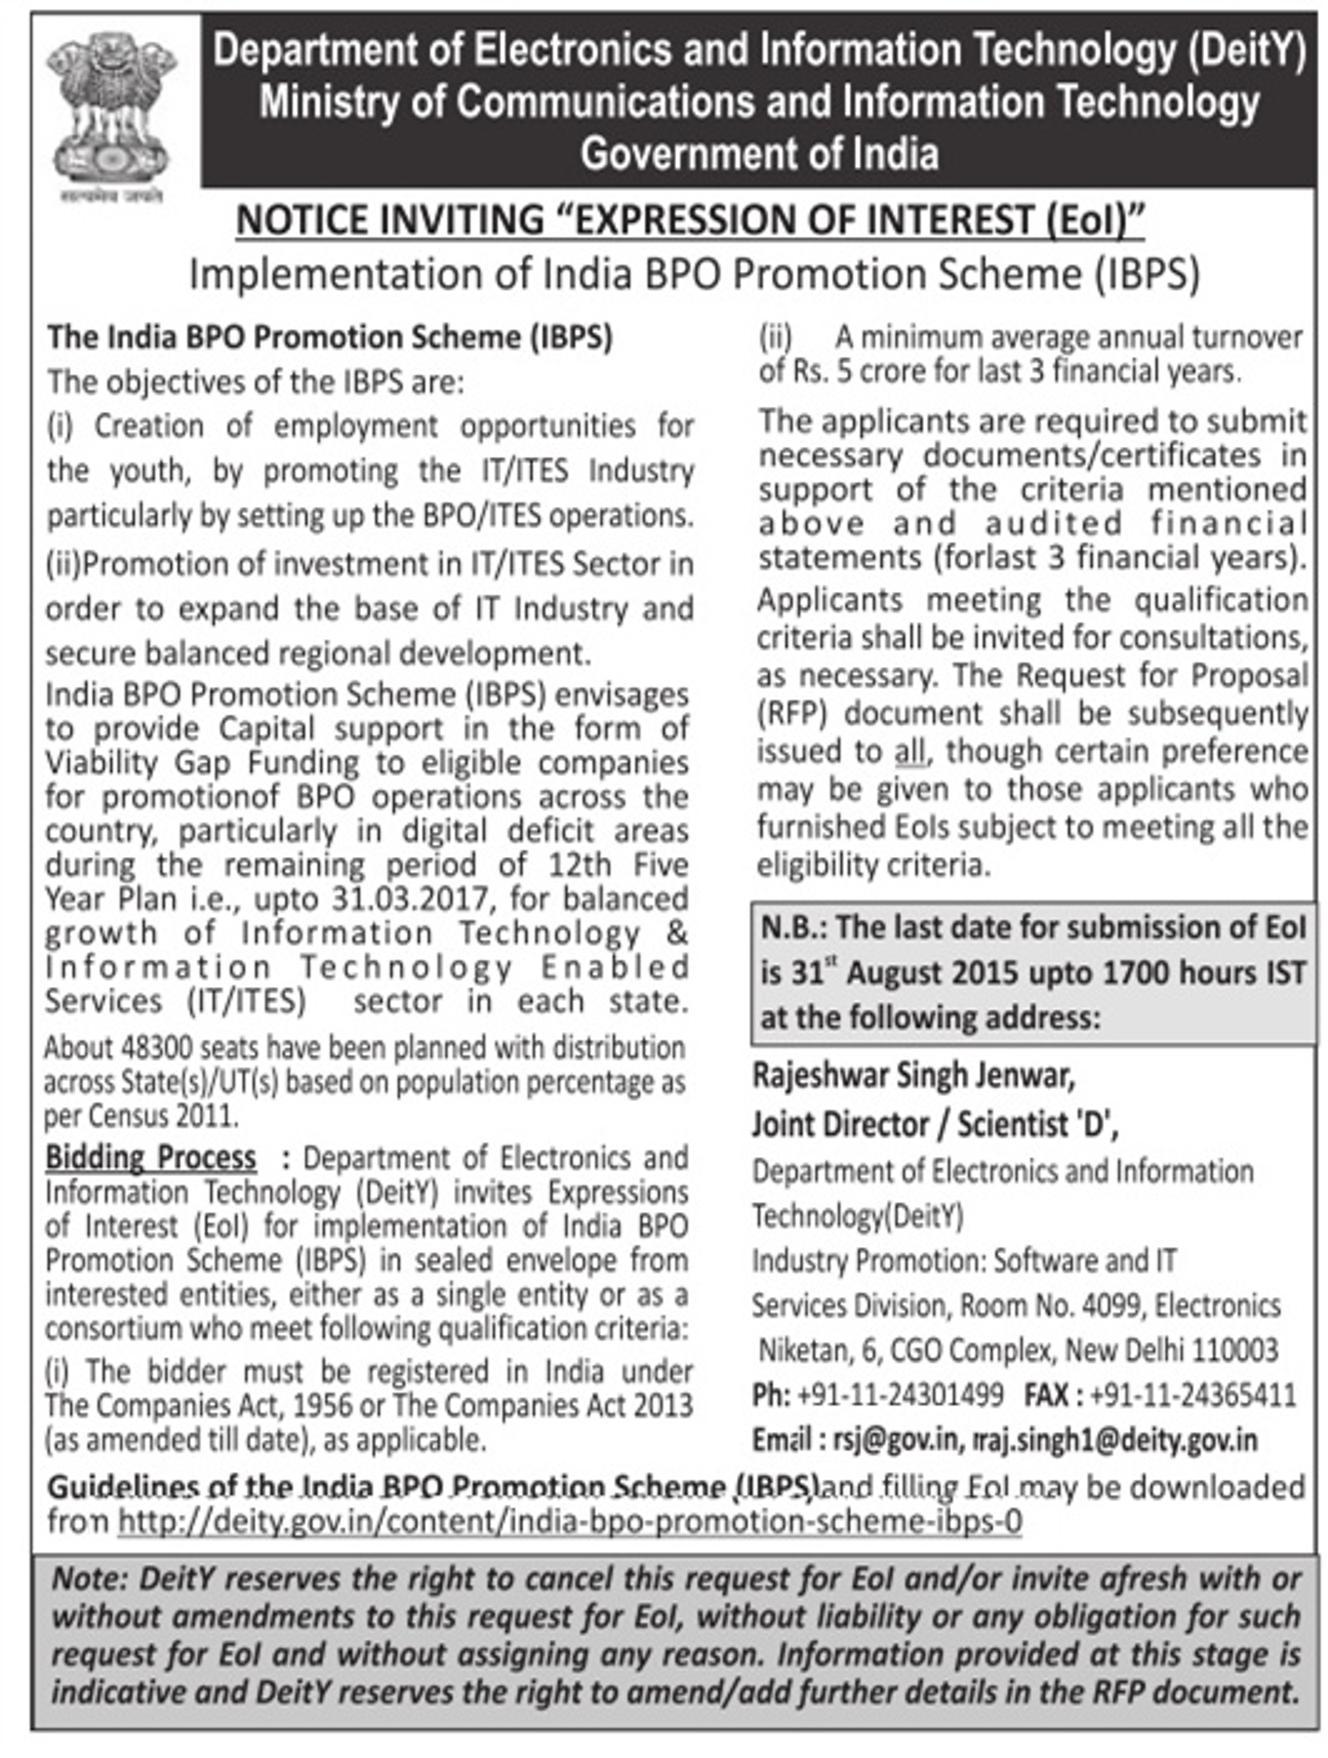 Department of Electronics and Information Technology (DeitY)
Ministry of Communications and Information Technology
Government of India
सत्यमेव जयते
NOTICE INVITING “EXPRESSION OF INTEREST (EoI)”
Implementation of India BPO Promotion Scheme (IBPS)
The India BPO Promotion Scheme (IBPS)
The objectives of the IBPS are:
(i) Creation of employment opportunities for
the youth, by promoting the IT/ITES Industry
particularly by setting up the BPO/ITES operations.
(ii)Promotion of investment in IT/ITES Sector in
order to expand the base of IT Industry and
secure balanced regional development.
India BPO Promotion Scheme (IBPS) envisages
to provide Capital support in the form of
Viability Gap Funding to eligible companies
for promotionof BPO operations across the
country, particularly in digital deficit areas
during the remaining period of 12th Five
Year Plan i.e., upto 31.03.2017, for balanced
growth of Information Technology &
Information Technology Enabled
Services (IT/ITES) sector in each state.
About 48300 seats have been planned with distribution
across State(s)/UT(s) based on population percentage as
per Census 2011.
Bidding Process : Department of Electronics and
Information Technology (DeitY) invites Expressions
of Interest (EoI) for implementation of India BPO
Promotion Scheme (IBPS) in sealed envelope from
interested entities, either as a single entity or as a
consortium who meet following qualification criteria:
(i) The bidder must be registered in India under
The Companies Act, 1956 or The Companies Act 2013
(as amended till date), as applicable.
(ii) A minimum average annual turnover
of Rs. 5 crore for last 3 financial years.
The applicants are required to submit
necessary documents/certificates in
support of the criteria mentioned
above and audited financial
statements (forlast 3 financial years).
Applicants meeting the qualification
criteria shall be invited for consultations,
as necessary. The Request for Proposal
(RFP) document shall be subsequently
issued to all, though certain preference
may be given to those applicants who
furnished EoIs subject to meeting all the
eligibility criteria.
N.B.: The last date for submission of EoI
is 31st August 2015 upto 1700 hours IST
at the following address:
Rajeshwar Singh Jenwar,
Joint Director / Scientist 'D',
Department of Electronics and Information
Technology(DeitY)
Industry Promotion: Software and IT
Services Division, Room No. 4099, Electronics
Niketan, 6, CGO Complex, New Delhi 110003
Ph: +91-11-24301499 FAX : +91-11-24365411
Email : rsj@gov.in, rraj.singh1@deity.gov.in
Guidelines of the India BPO Promotion Scheme (IBPS)and filling EoI may be downloaded
from http://deity.gov.in/content/india-bpo-promotion-scheme-ibps-0
Note: DeitY reserves the right to cancel this request for EoI and/or invite afresh with or
without amendments to this request for EoI, without liability or any obligation for such
request for EoI and without assigning any reason. Information provided at this stage is
indicative and DeitY reserves the right to amend/add further details in the RFP document.